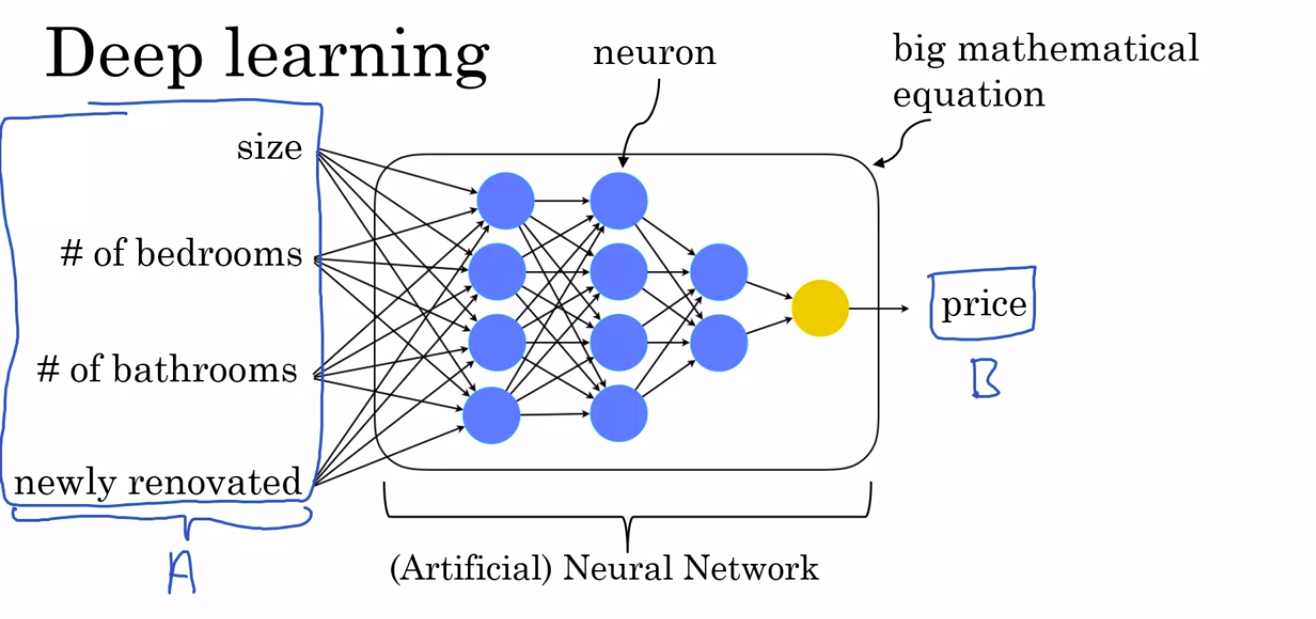 Deep learning
neuron
big mathematical
equation
size
# of bedrooms
# of bathrooms
newly renovated
price
B
A
(Artificial) Neural Network